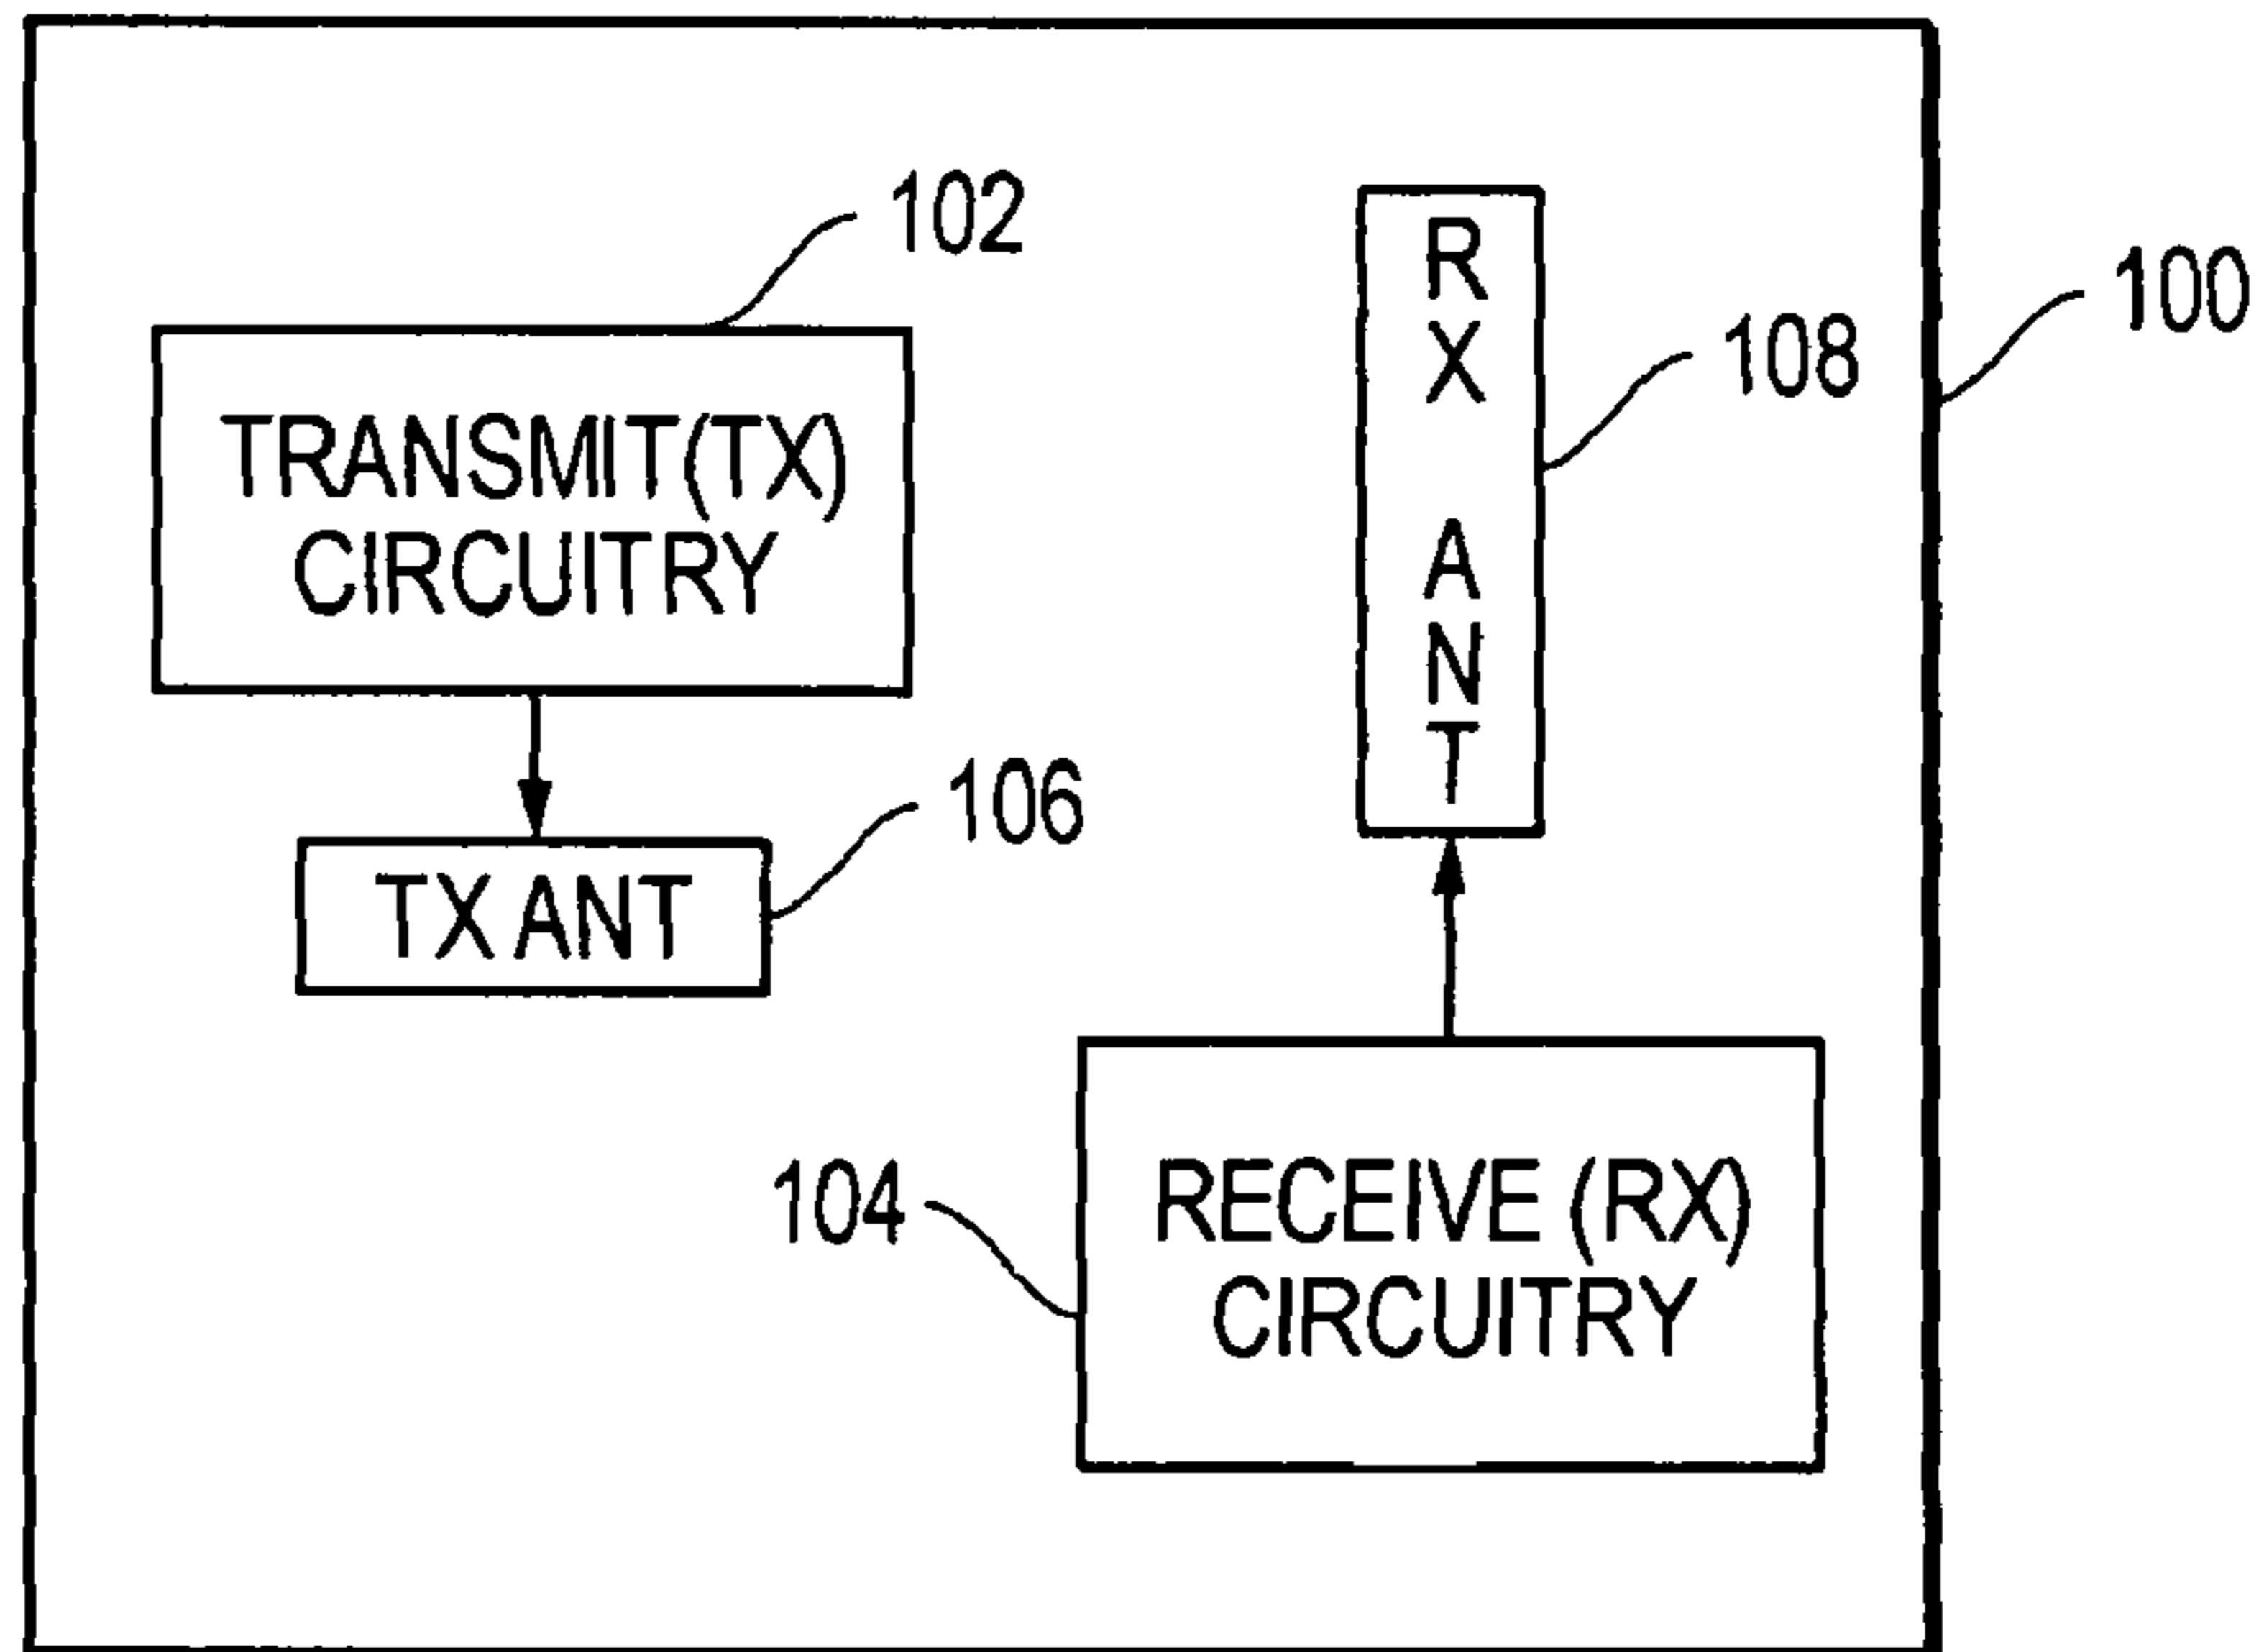 102
100
108
TRANSMIT(TX)
CIRCUITRY
R
X
A
N
T
106
TX ANT
104
RECEIVE (RX)
CIRCUITRY